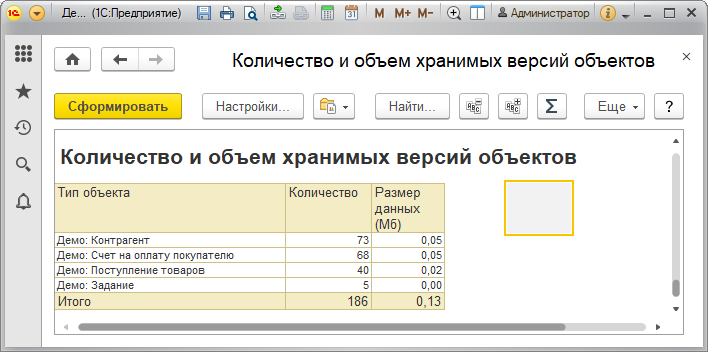 Де... (1С:Предприятие)
M M+ M-
Администратор
Количество и объем хранимых версий объектов
Сформировать Настройки... Найти... Σ Еще ?
Количество и объем хранимых версий объектов
Тип объекта Количество Размер
данных
(Мб)
Демо: Контрагент 73 0,05
Демо: Счет на оплату покупателю 68 0,05
Демо: Поступление товаров 40 0,02
Демо: Задание 5 0,00
Итого 186 0,13